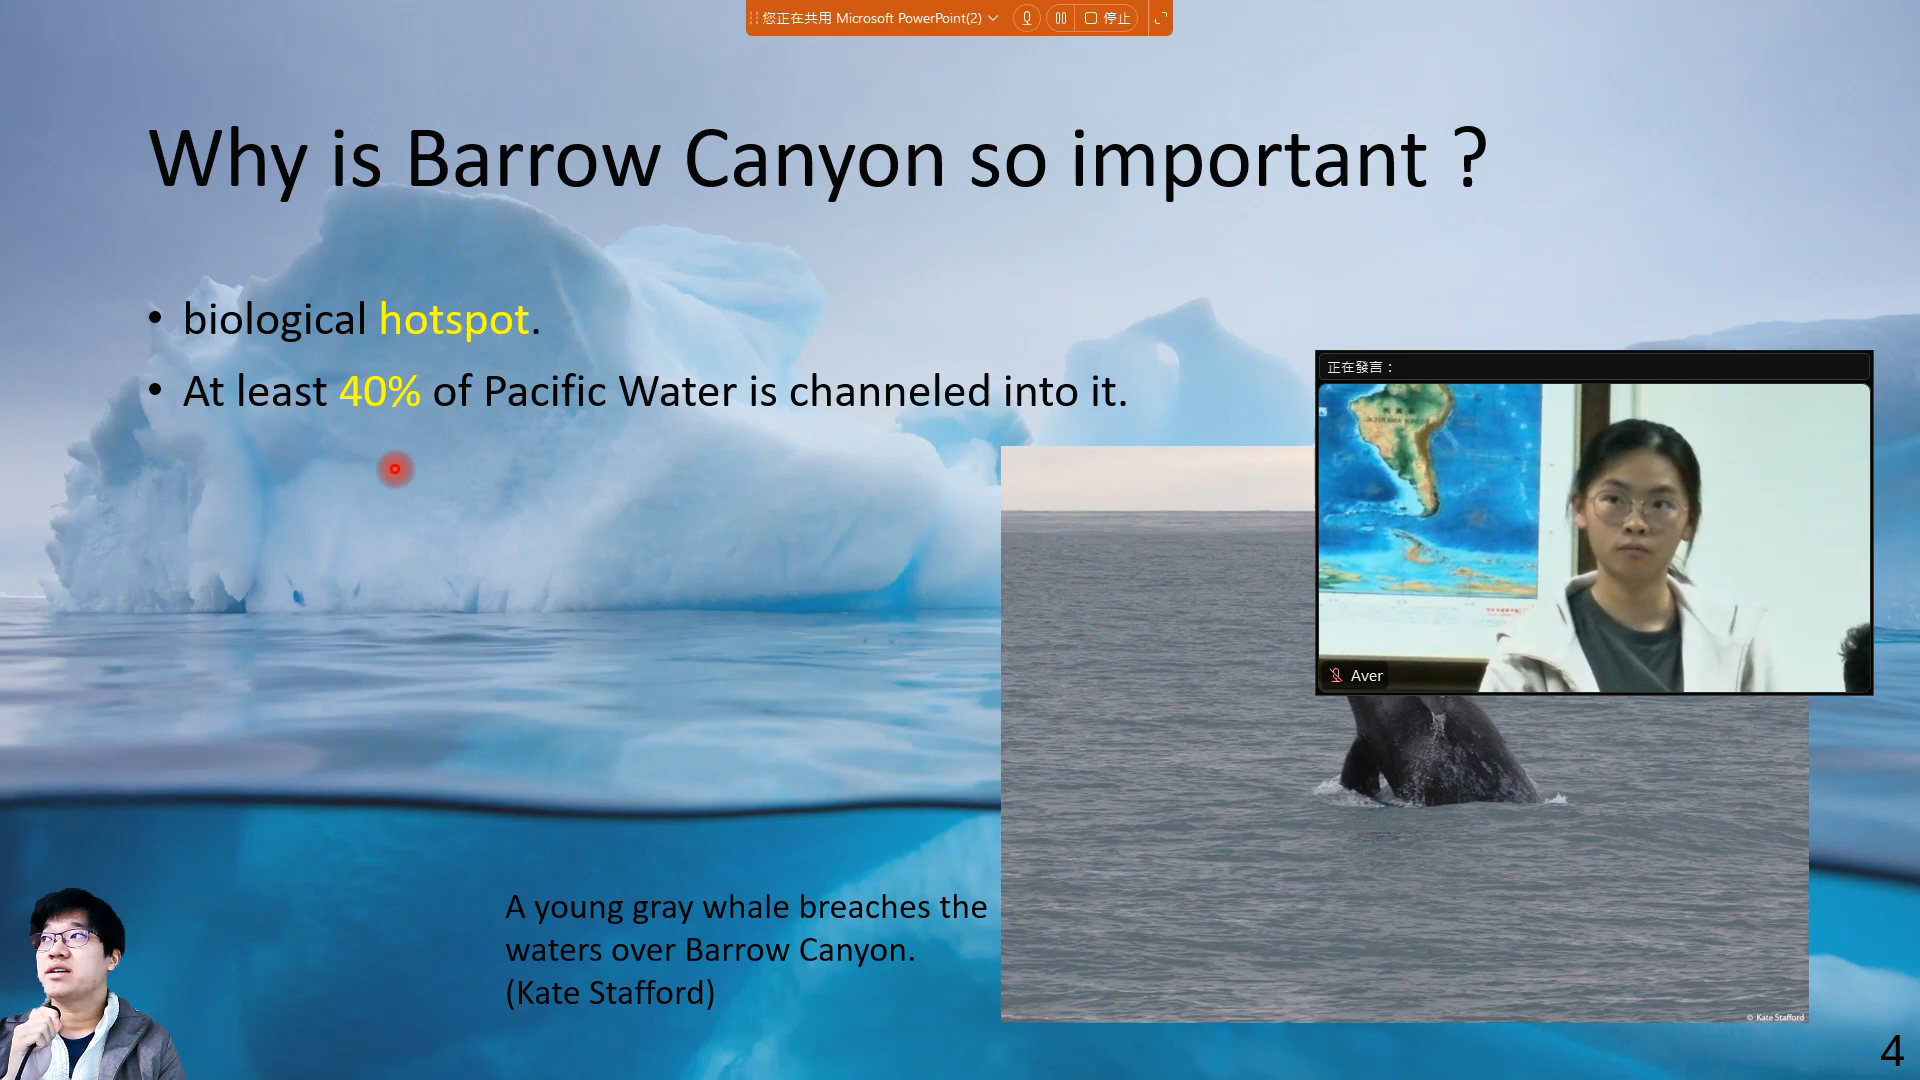 您正在共用 Microsoft PowerPoint(2)
停止
Why is Barrow Canyon so important ?
• biological hotspot.
• At least 40% of Pacific Water is channeled into it.
正在發言：
Aver
A young gray whale breaches the
waters over Barrow Canyon.
(Kate Stafford)
© Kate Stafford
4